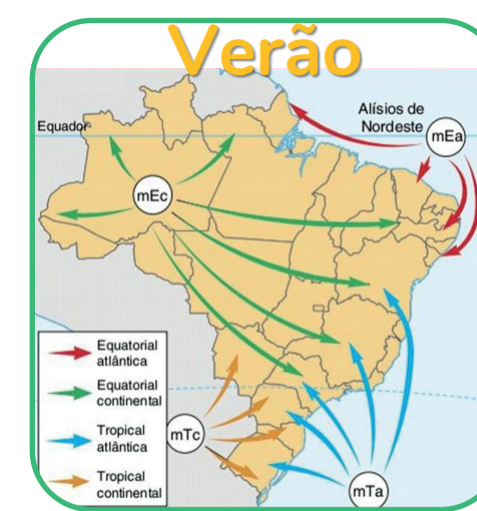 Verão
Alísios de
Nordeste
Equador
mEa
mEc
Equatorial
atlântica
Equatorial
continental
Tropical
atlântica
Tropical
continental
mTc
mTa